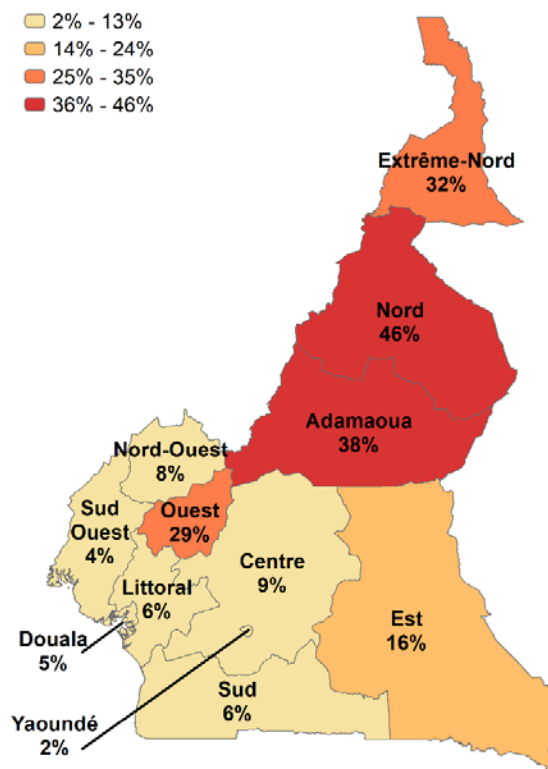 2% - 13%
14% - 24%
25% - 35%
36% - 46%
Extrême-Nord
32%
Nord
46%
Adamaoua
38%
Nord-Ouest
8%
Ouest
29%
Sud
Ouest
4%
Centre
9%
Littoral
6%
Est
16%
Douala
5%
Sud
6%
Yaoundé
2%